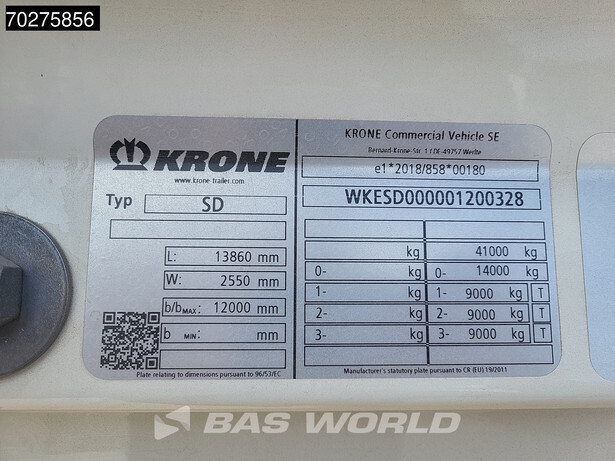 70275856
KRONE
www.krone-trailer.com
Typ SD
L: 13860 mm
W: 2550 mm
b/bMAX: 12000 mm
b MIN: mm
Plate relating to dimensions pursuant to 96/53/EC
KRONE Commercial Vehicle SE
Bernard-Krone-Str. 1 / DE-49757 Werlte
e1*2018/858*00180
WKESD000001200328
kg 41000 kg
0- kg 0- 14000 kg
1- kg 1- 9000 kg T
2- kg 2- 9000 kg T
3- kg 3- 9000 kg T
Manufacturer's statutory plate pursuant to CR (EU) 19/2011
BAS WORLD